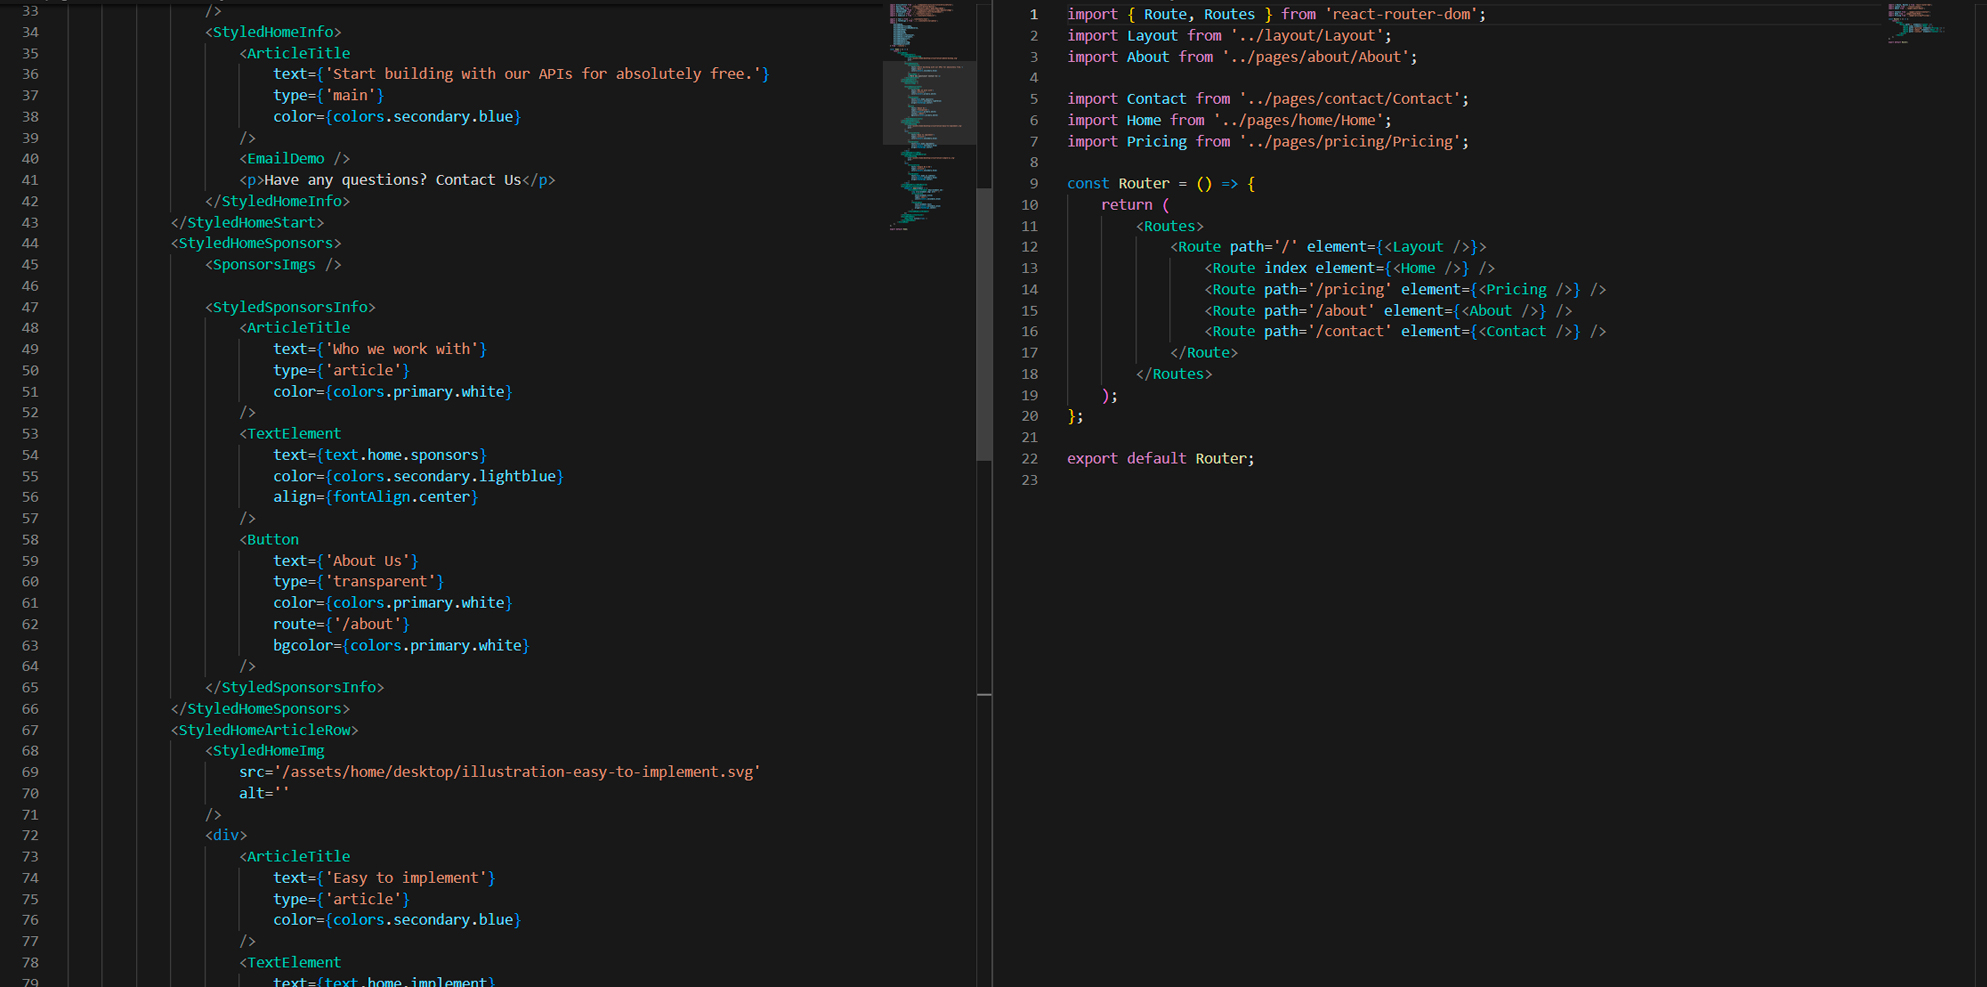 33 />
34 <StyledHomeInfo>
35 <ArticleTitle
36 text={'Start building with our APIs for absolutely free.'}
37 type={'main'}
38 color={colors.secondary.blue}
39 />
40 <EmailDemo />
41 <p>Have any questions? Contact Us</p>
42 </StyledHomeInfo>
43 </StyledHomeStart>
44 <StyledHomeSponsors>
45 <SponsorsImgs />
46
47 <StyledSponsorsInfo>
48 <ArticleTitle
49 text={'Who we work with'}
50 type={'article'}
51 color={colors.primary.white}
52 />
53 <TextElement
54 text={text.home.sponsors}
55 color={colors.secondary.lightblue}
56 align={fontAlign.center}
57 />
58 <Button
59 text={'About Us'}
60 type={'transparent'}
61 color={colors.primary.white}
62 route={'/about'}
63 bgcolor={colors.primary.white}
64 />
65 </StyledSponsorsInfo>
66 </StyledHomeSponsors>
67 <StyledHomeArticleRow>
68 <StyledHomeImg
69 src='/assets/home/desktop/illustration-easy-to-implement.svg'
70 alt=''
71 />
72 <div>
73 <ArticleTitle
74 text={'Easy to implement'}
75 type={'article'}
76 color={colors.secondary.blue}
77 />
78 <TextElement
79 text={text.home.implement}
1 import { Route, Routes } from 'react-router-dom';
2 import Layout from '../layout/Layout';
3 import About from '../pages/about/About';
4
5 import Contact from '../pages/contact/Contact';
6 import Home from '../pages/home/Home';
7 import Pricing from '../pages/pricing/Pricing';
8
9 const Router = () => {
10 return (
11 <Routes>
12 <Route path='/' element={<Layout />}>
13 <Route index element={<Home />} />
14 <Route path='/pricing' element={<Pricing />} />
15 <Route path='/about' element={<About />} />
16 <Route path='/contact' element={<Contact />} />
17 </Route>
18 </Routes>
19 );
20 };
21
22 export default Router;
23